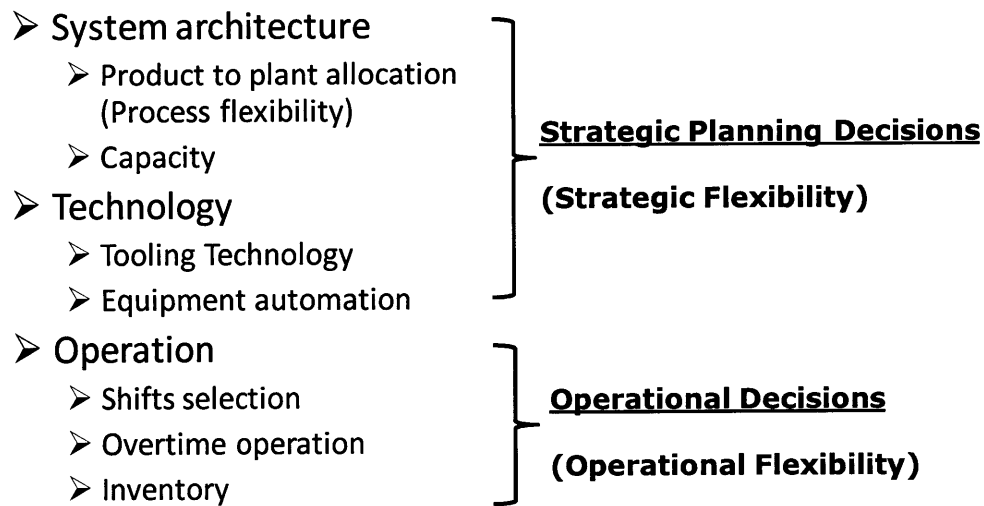 System architecture
Product to plant allocation
(Process flexibility)
Capacity
Technology
Tooling Technology
Equipment automation
Operation
Shifts selection
Overtime operation
Inventory
Strategic Planning Decisions
(Strategic Flexibility)
Operational Decisions
(Operational Flexibility)